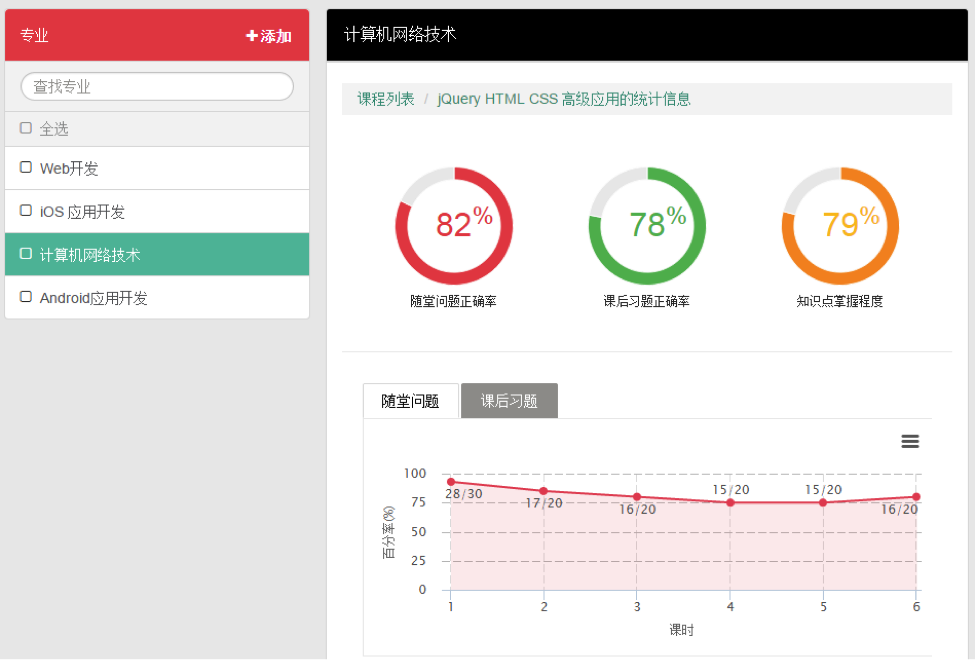 专业
添加
查找专业
全选
Web开发
iOS 应用开发
计算机网络技术
Android应用开发
计算机网络技术
课程列表 / jQuery HTML CSS 高级应用的统计信息
82%
随堂问题正确率
78%
课后习题正确率
79%
知识点掌握程度
随堂问题
课后习题
百分率(%)
100
75
50
25
0
28/30
17/20
16/20
15/20
15/20
16/20
1 2 3 4 5 6
课时